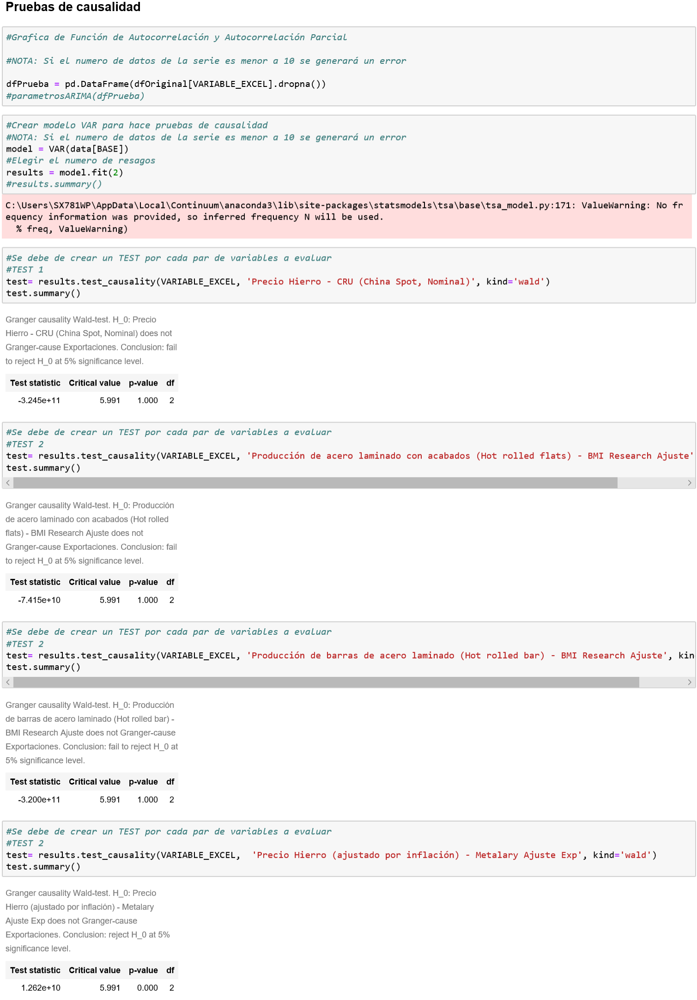 Pruebas de causalidad
#Grafica de Función de Autocorrelación y Autocorrelación Parcial
#NOTA: Si el numero de datos de la serie es menor a 10 se generará un error
dfPrueba = pd.DataFrame(dfOriginal[VARIABLE_EXCEL].dropna())
#parametrosARIMA(dfPrueba)
#Crear modelo VAR para hace pruebas de causalidad
#NOTA: Si el numero de datos de la serie es menor a 10 se generará un error
model = VAR(data[BASE])
#Elegir el numero de resagos
results = model.fit(2)
#results.summary()
C:\Users\SX781WP\AppData\Local\Continuum\anaconda3\lib\site-packages\statsmodels\tsa\base\tsa_model.py:171: ValueWarning: No fr
equency information was provided, so inferred frequency N will be used.
% freq, ValueWarning)
#Se debe de crear un TEST por cada par de variables a evaluar
#TEST 1
test= results.test_causality(VARIABLE_EXCEL, 'Precio Hierro - CRU (China Spot, Nominal)', kind='wald')
test.summary()
Granger causality Wald-test. H_0: Precio
Hierro - CRU (China Spot, Nominal) does not
Granger-cause Exportaciones. Conclusion: fail
to reject H_0 at 5% significance level.
Test statistic Critical value p-value df
-3.245e+11 5.991 1.000 2
#Se debe de crear un TEST por cada par de variables a evaluar
#TEST 2
test= results.test_causality(VARIABLE_EXCEL, 'Producción de acero laminado con acabados (Hot rolled flats) - BMI Research Ajuste'
test.summary()
Granger causality Wald-test. H_0: Producción
de acero laminado con acabados (Hot rolled
flats) - BMI Research Ajuste does not
Granger-cause Exportaciones. Conclusion: fail
to reject H_0 at 5% significance level.
Test statistic Critical value p-value df
-7.415e+10 5.991 1.000 2
#Se debe de crear un TEST por cada par de variables a evaluar
#TEST 2
test= results.test_causality(VARIABLE_EXCEL, 'Producción de barras de acero laminado (Hot rolled bar) - BMI Research Ajuste', kin
test.summary()
Granger causality Wald-test. H_0: Producción
de barras de acero laminado (Hot rolled bar) -
BMI Research Ajuste does not Granger-cause
Exportaciones. Conclusion: fail to reject H_0 at
5% significance level.
Test statistic Critical value p-value df
-3.200e+11 5.991 1.000 2
#Se debe de crear un TEST por cada par de variables a evaluar
#TEST 2
test= results.test_causality(VARIABLE_EXCEL,  'Precio Hierro (ajustado por inflación) - Metalary Ajuste Exp', kind='wald')
test.summary()
Granger causality Wald-test. H_0: Precio
Hierro (ajustado por inflación) - Metalary
Ajuste Exp does not Granger-cause
Exportaciones. Conclusion: reject H_0 at 5%
significance level.
Test statistic Critical value p-value df
1.262e+10 5.991 0.000 2